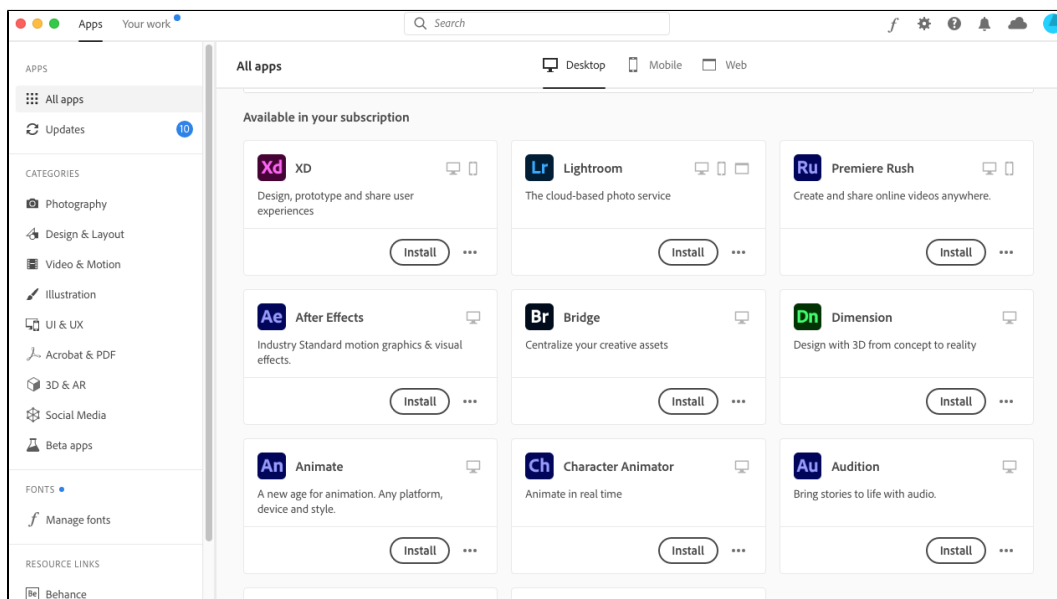 Apps Your work
Search
APPS
All apps
Updates 10
CATEGORIES
Photography
Design & Layout
Video & Motion
Illustration
UI & UX
Acrobat & PDF
3D & AR
Social Media
Beta apps
FONTS
Manage fonts
RESOURCE LINKS
Be Behance
All apps
Desktop Mobile Web
Available in your subscription
Xd XD
Design, prototype and share user
experiences
Install
Lr Lightroom
The cloud-based photo service
Install
Ru Premiere Rush
Create and share online videos anywhere.
Install
Ae After Effects
Industry Standard motion graphics & visual
effects.
Install
Br Bridge
Centralize your creative assets
Install
Dn Dimension
Design with 3D from concept to reality
Install
An Animate
A new age for animation. Any platform,
device and style.
Install
Ch Character Animator
Animate in real time
Install
Au Audition
Bring stories to life with audio.
Install